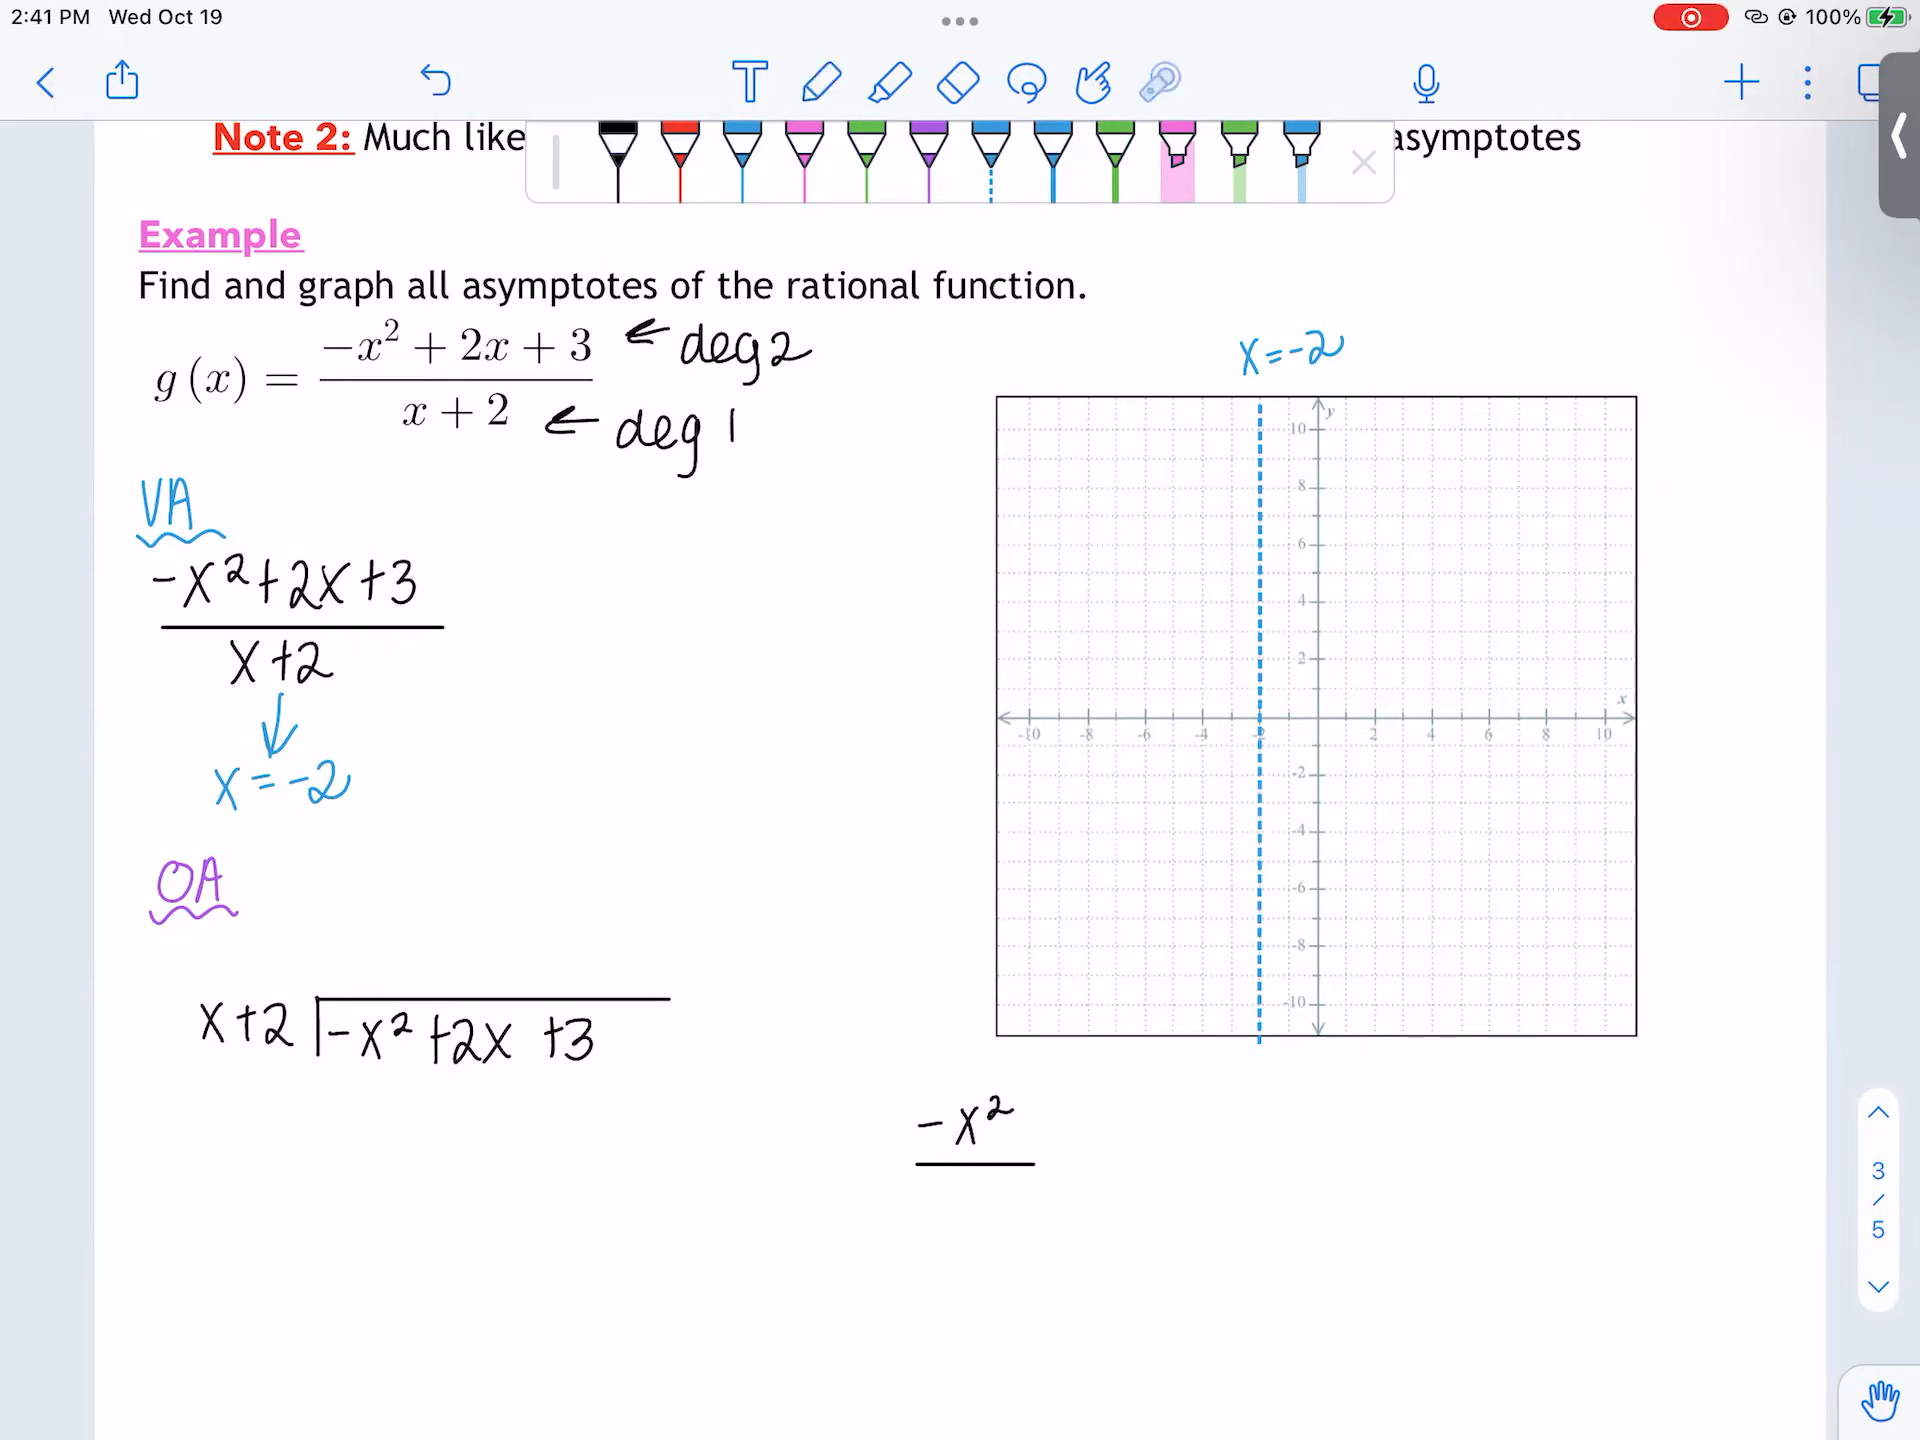 2:41 PM Wed Oct 19
100%
T
Note 2: Much like asymptotes
Example
Find and graph all asymptotes of the rational function.
g (x) = \frac{-x² + 2x + 3}{x + 2}
← deg 2
← deg 1
VA
-x²+2x+3
x+2
x=-2
OA
x+2 | -x² +2x +3
x=-2
y
10
8
6
4
2
x
-10 -8 -6 -4 -2 2 4 6 8 10
-2
-4
-6
-8
-10
-x²
3
/
5